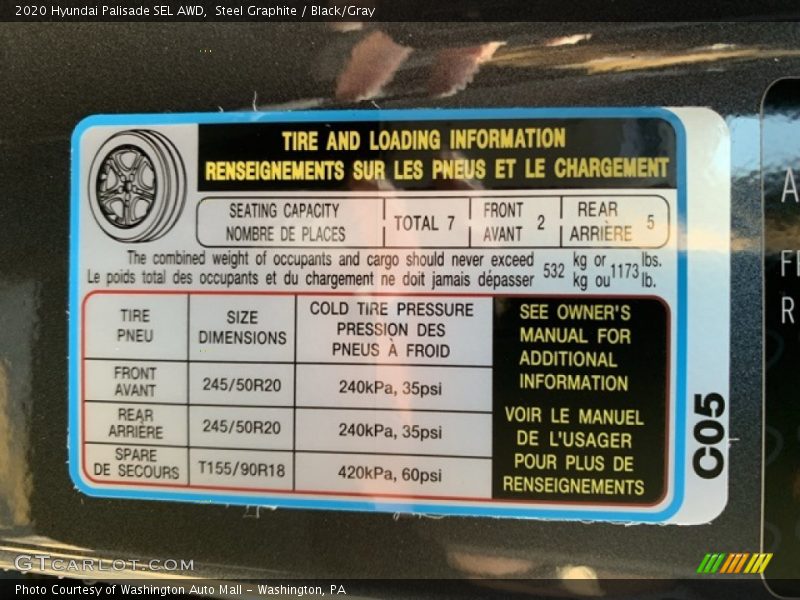 2020 Hyundai Palisade SEL AWD,  Steel Graphite / Black/Gray
TIRE AND LOADING INFORMATION
RENSEIGNEMENTS SUR LES PNEUS ET LE CHARGEMENT
SEATING CAPACITY
NOMBRE DE PLACES
TOTAL 7
FRONT
AVANT
2
REAR
ARRIÈRE
5
The combined weight of occupants and cargo should never exceed
Le poids total des occupants et du chargement ne doit jamais dépasser
532
kg or
kg ou
1173
lbs.
lb.
TIRE
PNEU
SIZE
DIMENSIONS
COLD TIRE PRESSURE
PRESSION DES
PNEUS À FROID
FRONT
AVANT
245/50R20
240kPa, 35psi
REAR
ARRIÈRE
245/50R20
240kPa, 35psi
SPARE
DE SECOURS
T155/90R18
420kPa, 60psi
SEE OWNER'S
MANUAL FOR
ADDITIONAL
INFORMATION
VOIR LE MANUEL
DE L'USAGER
POUR PLUS DE
RENSEIGNEMENTS
C05
A
R
GTCARLOT.COM
Photo Courtesy of Washington Auto Mall - Washington, PA